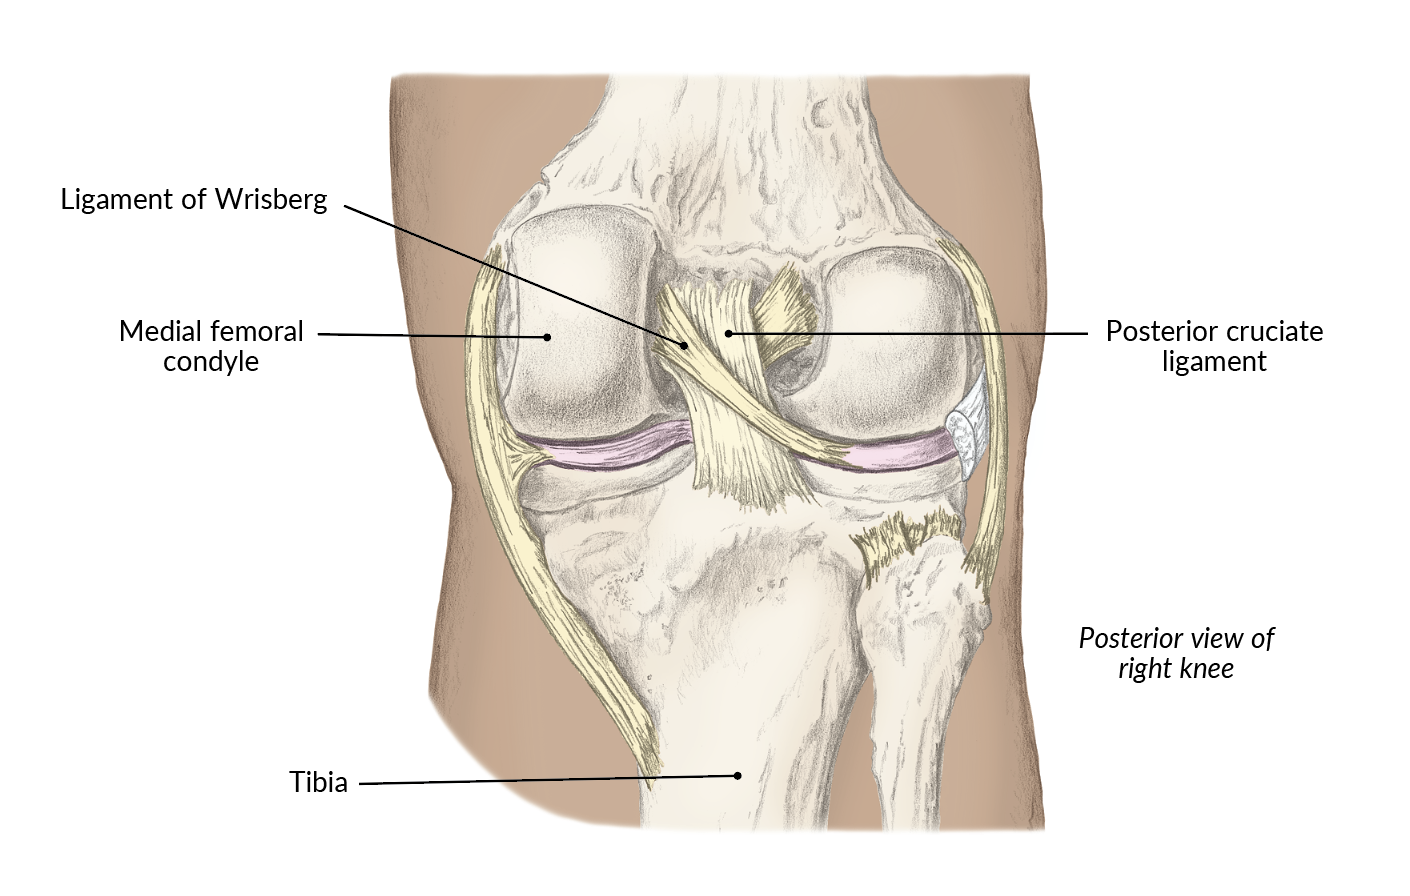 Ligament of Wrisberg
Medial femoral
condyle
Posterior cruciate
ligament
Posterior view of
right knee
Tibia